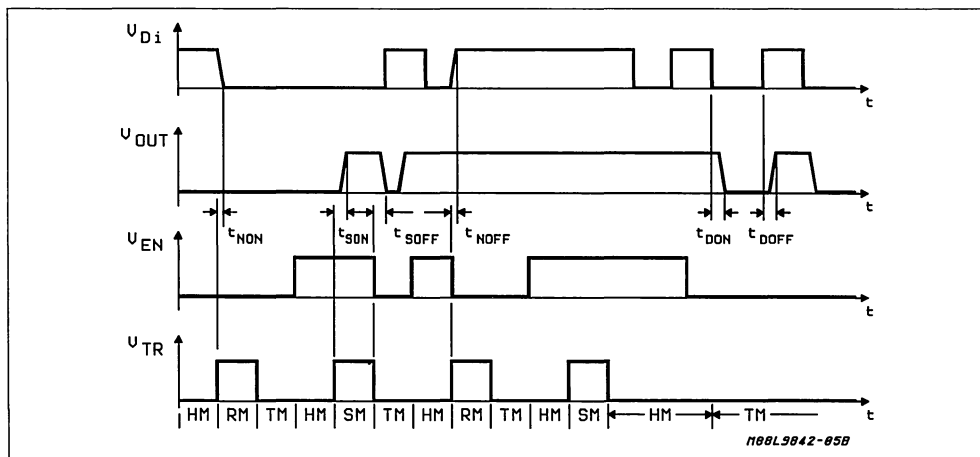 V Di
t
V OUT
t
t NON
t SON
t SOFF
t NOFF
t DON
t DOFF
V EN
t
V TR
t
HM RM TM HM SM TM HM RM TM HM SM HM TM
M88L9842-05B